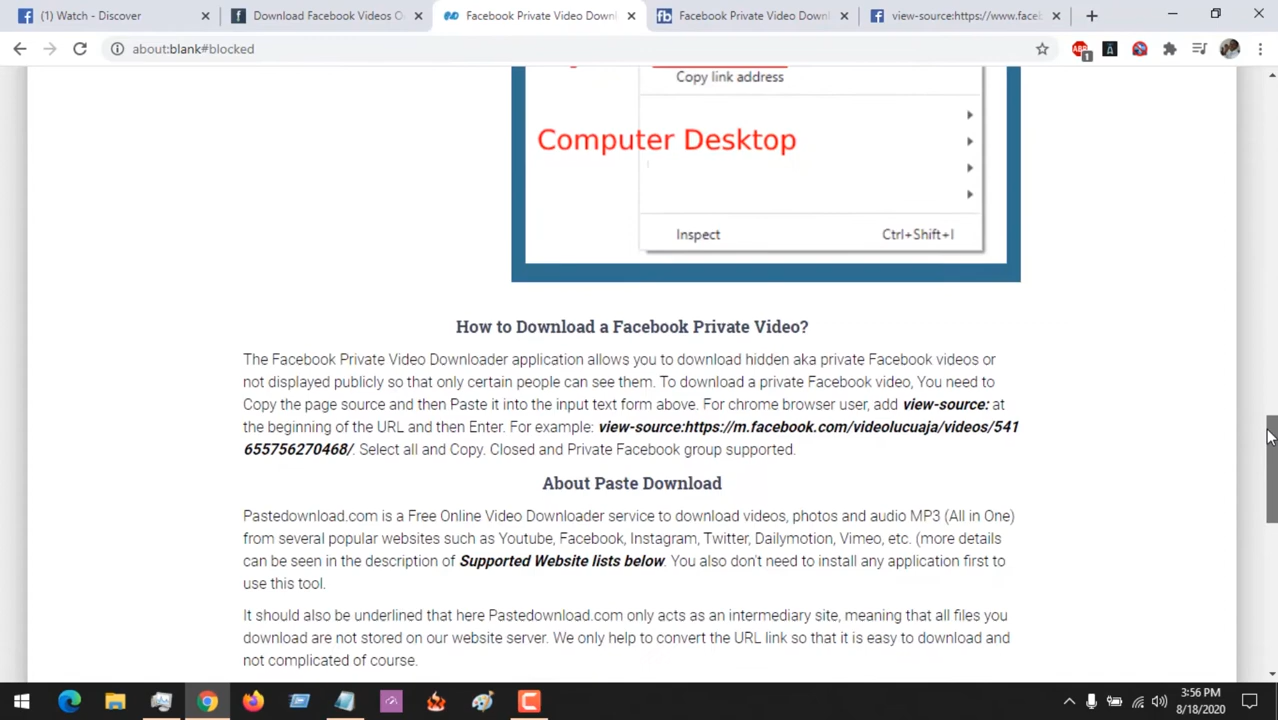 (1) Watch - Discover
Download Facebook Videos O
Facebook Private Video Downl
Facebook Private Video Downl
view-source:https://www.face
about:blank#blocked
ABP
1
Copy link address
Computer Desktop
Inspect Ctrl+Shift+I
How to Download a Facebook Private Video?
The Facebook Private Video Downloader application allows you to download hidden aka private Facebook videos or
not displayed publicly so that only certain people can see them. To download a private Facebook video, You need to
Copy the page source and then Paste it into the input text form above. For chrome browser user, add view-source: at
the beginning of the URL and then Enter. For example: view-source:https://m.facebook.com/videolucuaja/videos/541
655756270468/. Select all and Copy. Closed and Private Facebook group supported.
About Paste Download
Pastedownload.com is a Free Online Video Downloader service to download videos, photos and audio MP3 (All in One)
from several popular websites such as Youtube, Facebook, Instagram, Twitter, Dailymotion, Vimeo, etc. (more details
can be seen in the description of Supported Website lists below. You also don't need to install any application first to
use this tool.
It should also be underlined that here Pastedownload.com only acts as an intermediary site, meaning that all files you
download are not stored on our website server. We only help to convert the URL link so that it is easy to download and
not complicated of course.
3:56 PM
8/18/2020